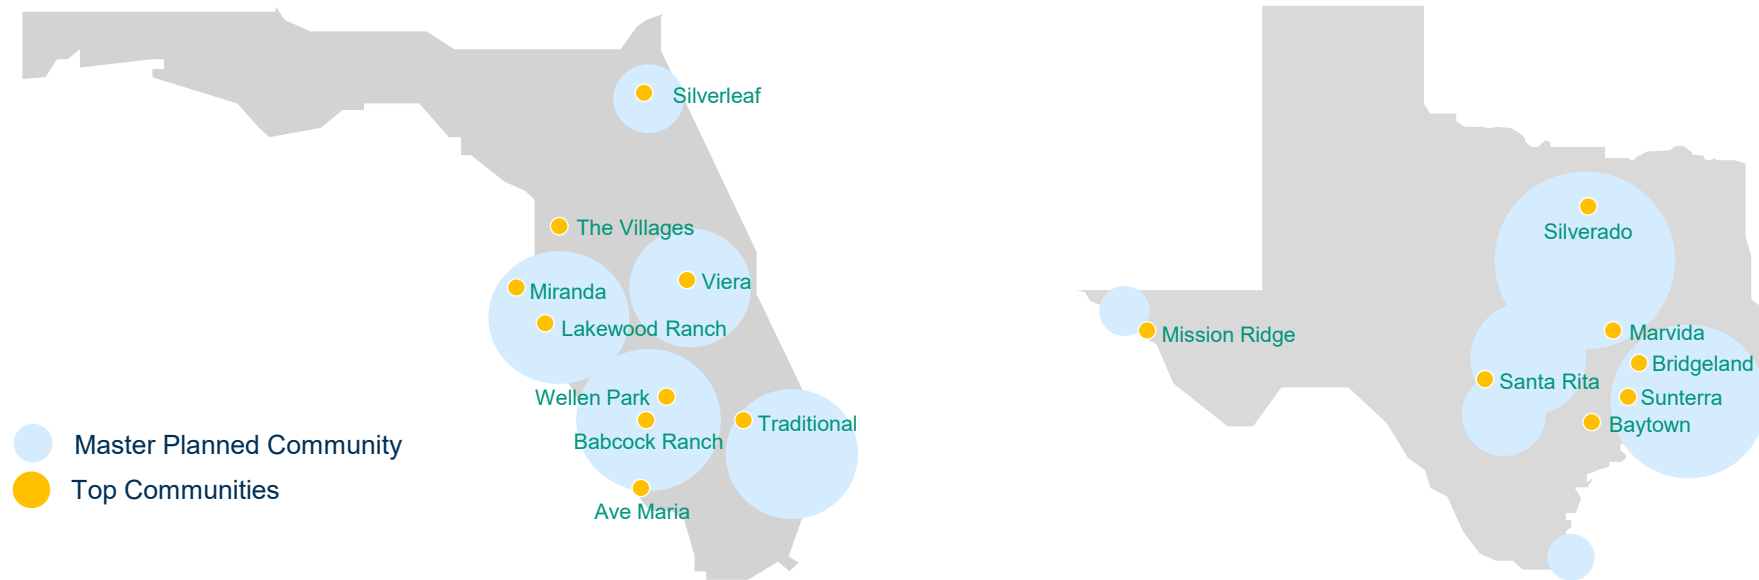 Silverleaf
The Villages
Viera
Miranda
Lakewood Ranch
Wellen Park
Traditional
Babcock Ranch
Ave Maria
Master Planned Community
Top Communities
Silverado
Mission Ridge
Marvida
Bridgeland
Santa Rita
Sunterra
Baytown